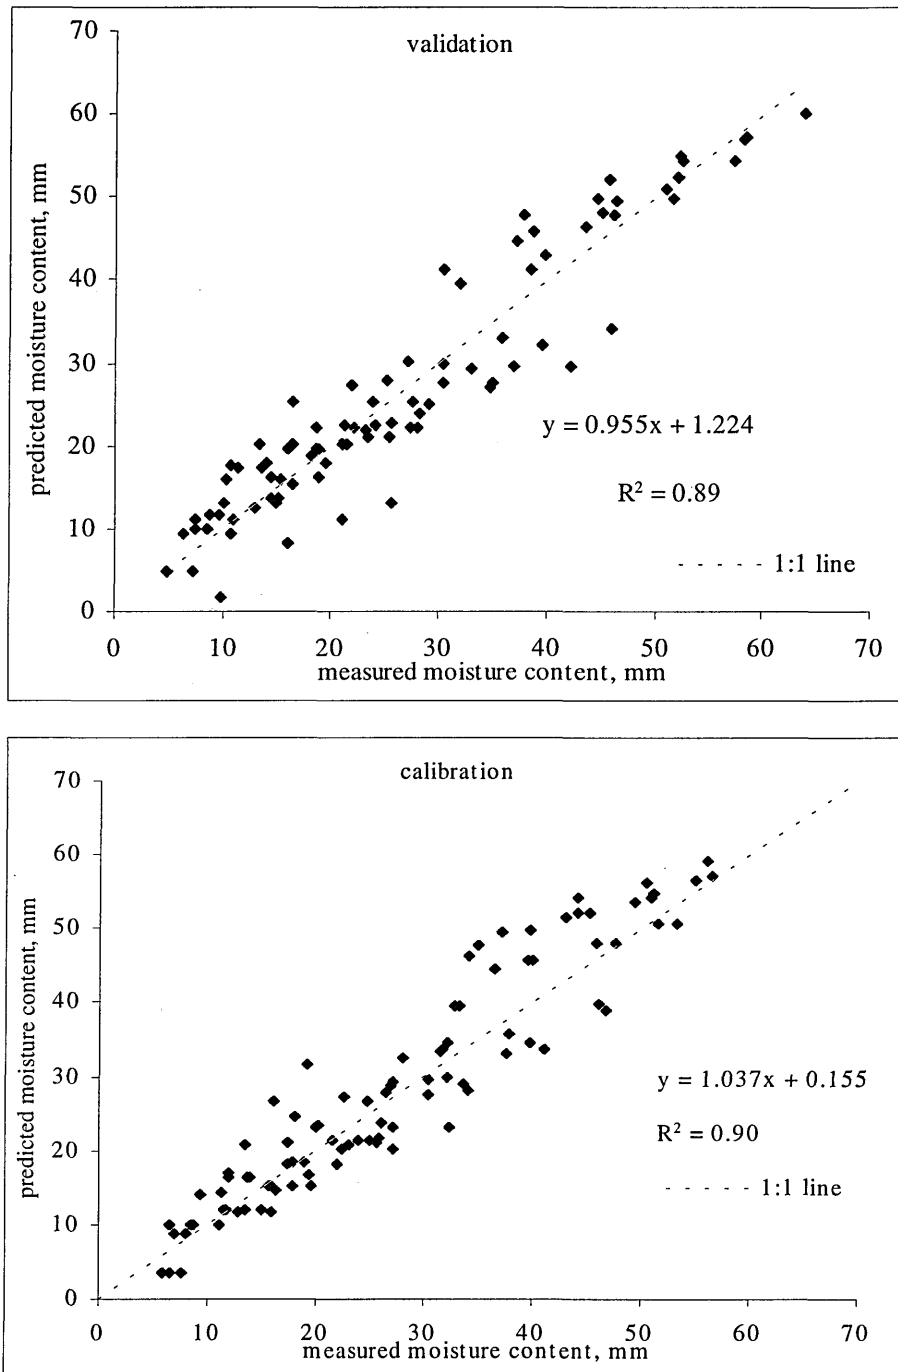 validation
70
60
50
40
30
20
10
0
predicted moisture content, mm
y = 0.955x + 1.224
R² = 0.89
- - - - - 1:1 line
0 10 20 30 40 50 60 70
measured moisture content, mm
calibration
70
60
50
40
30
20
10
0
predicted moisture content, mm
y = 1.037x + 0.155
R² = 0.90
- - - - - 1:1 line
0 10 20 30 40 50 60 70
measured moisture content, mm